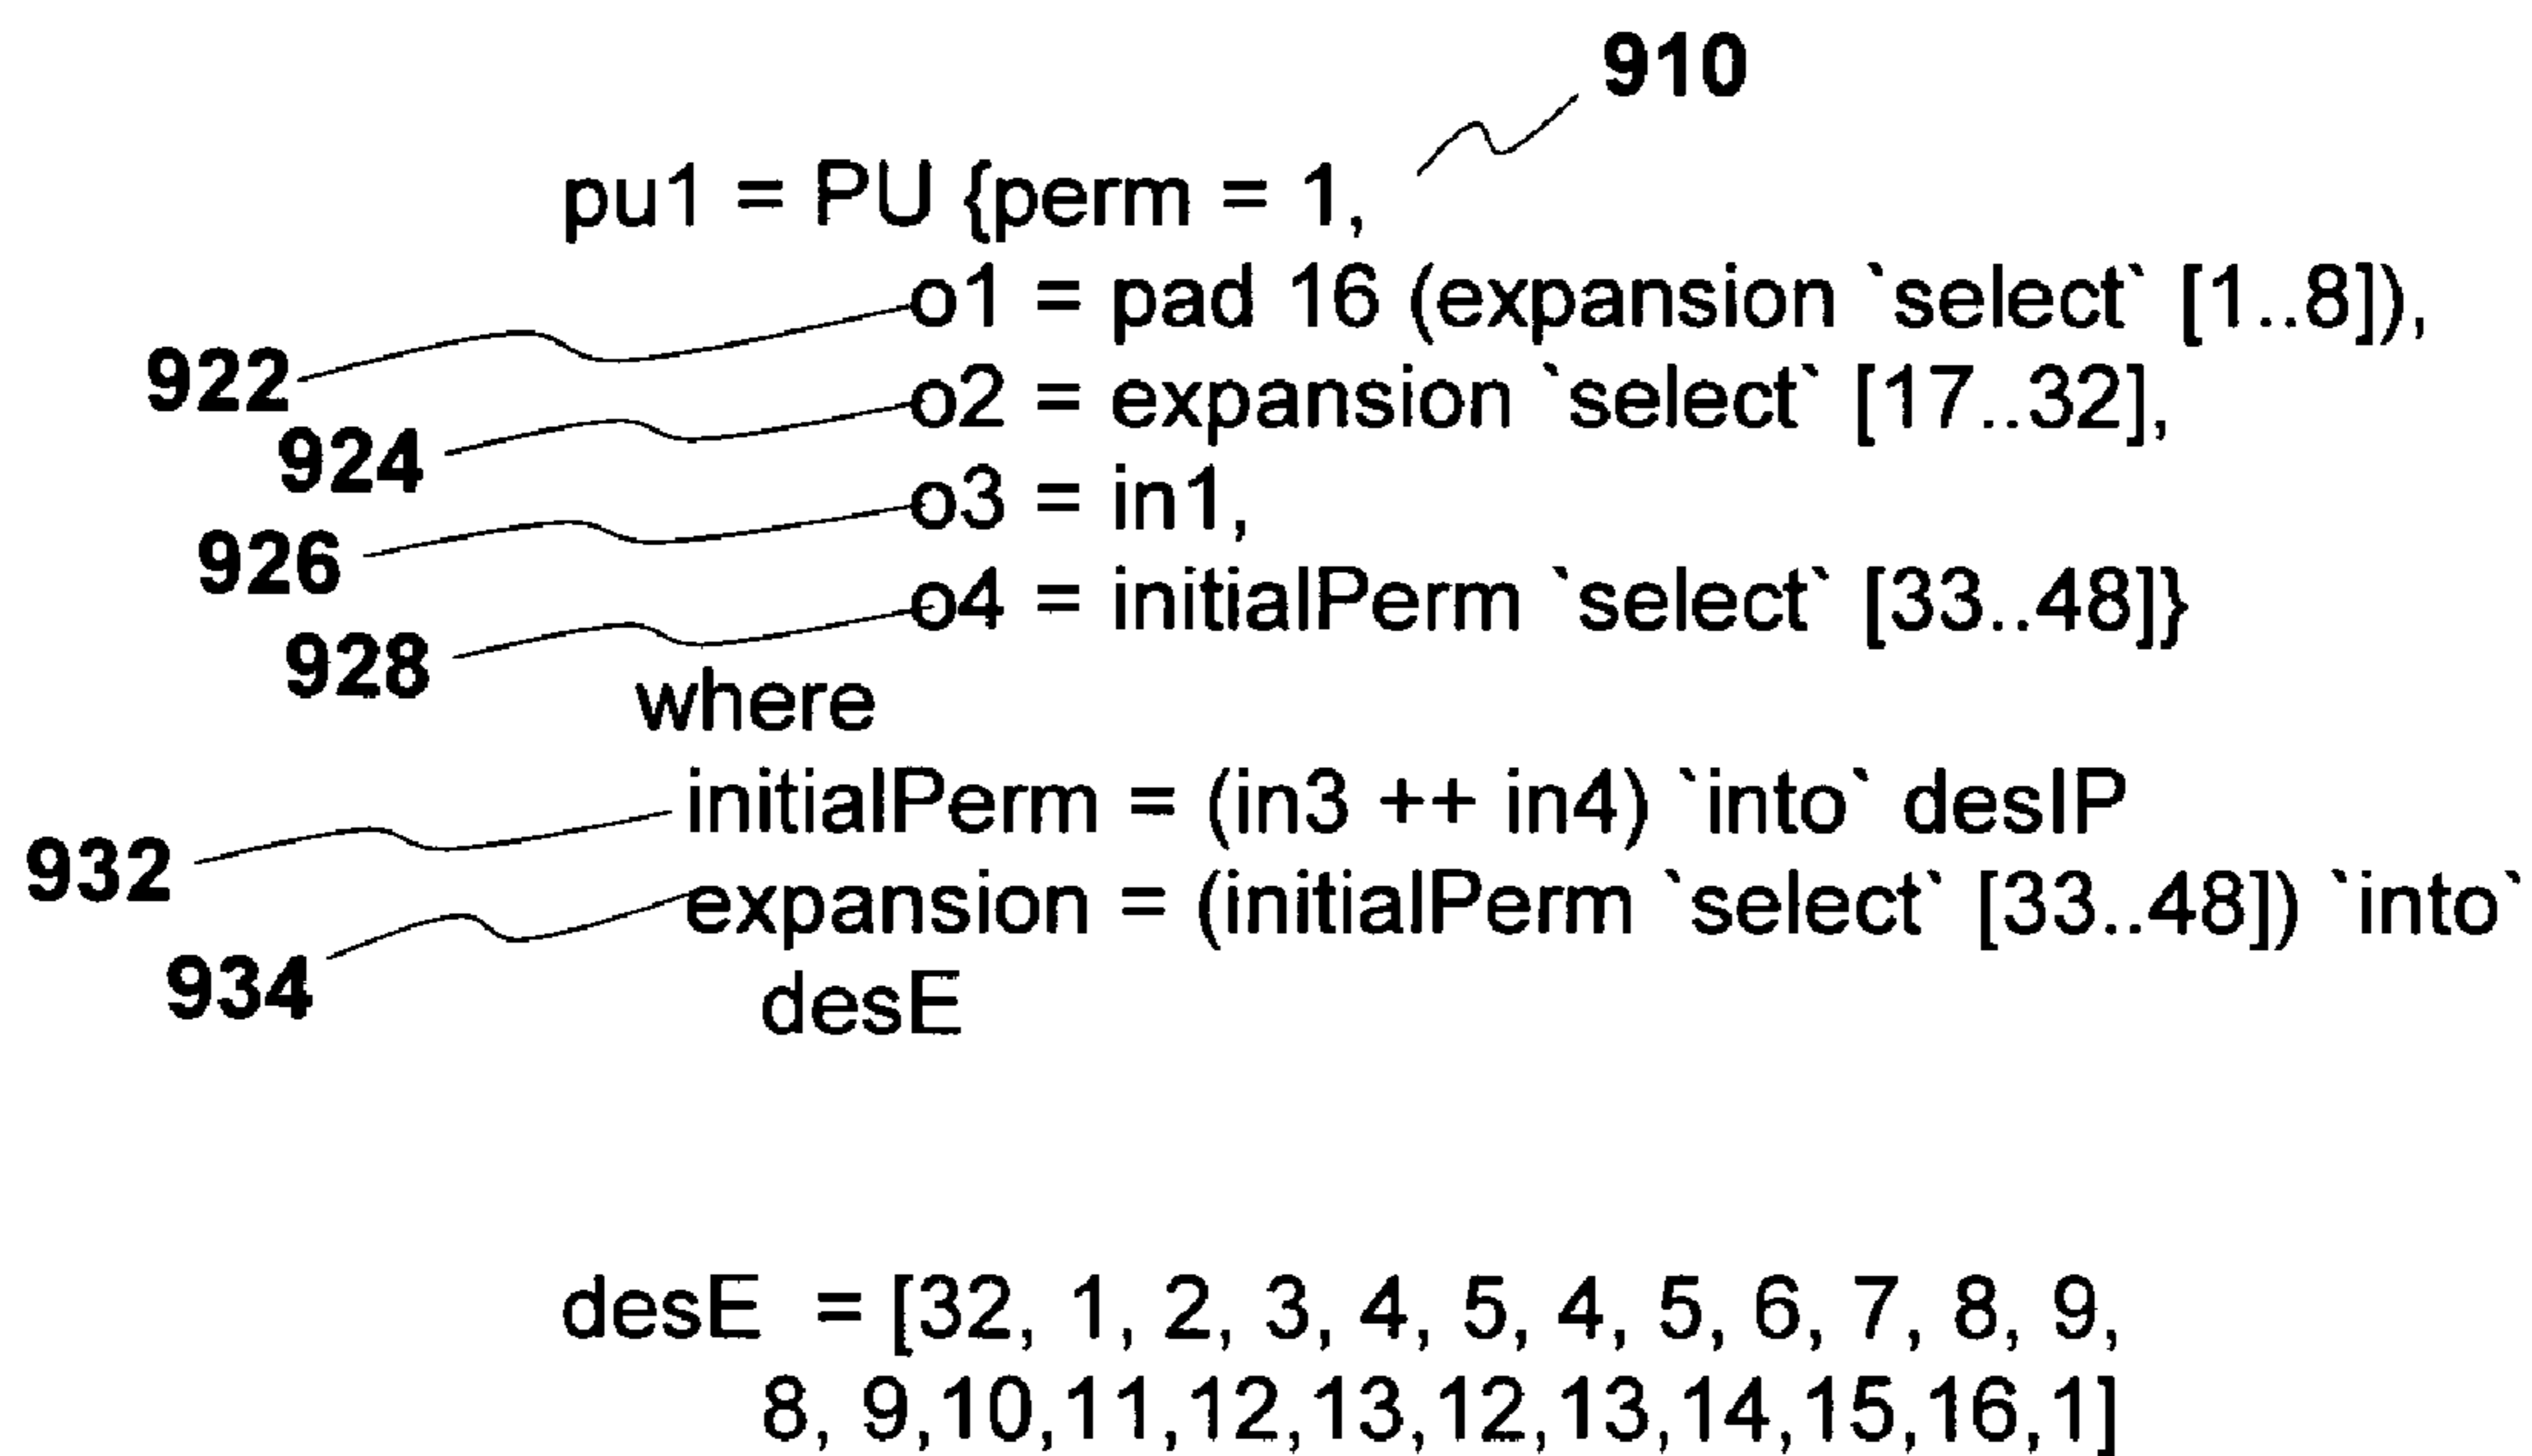 910
pu1 = PU {perm = 1,
o1 = pad 16 (expansion `select` [1..8]),
922
o2 = expansion `select` [17..32],
924
o3 = in1,
926
o4 = initialPerm `select` [33..48]}
928
where
initialPerm = (in3 ++ in4) `into` desIP
932
expansion = (initialPerm `select` [33..48]) `into`
934
desE
desE = [32, 1, 2, 3, 4, 5, 4, 5, 6, 7, 8, 9,
8, 9,10,11,12,13,12,13,14,15,16,1]